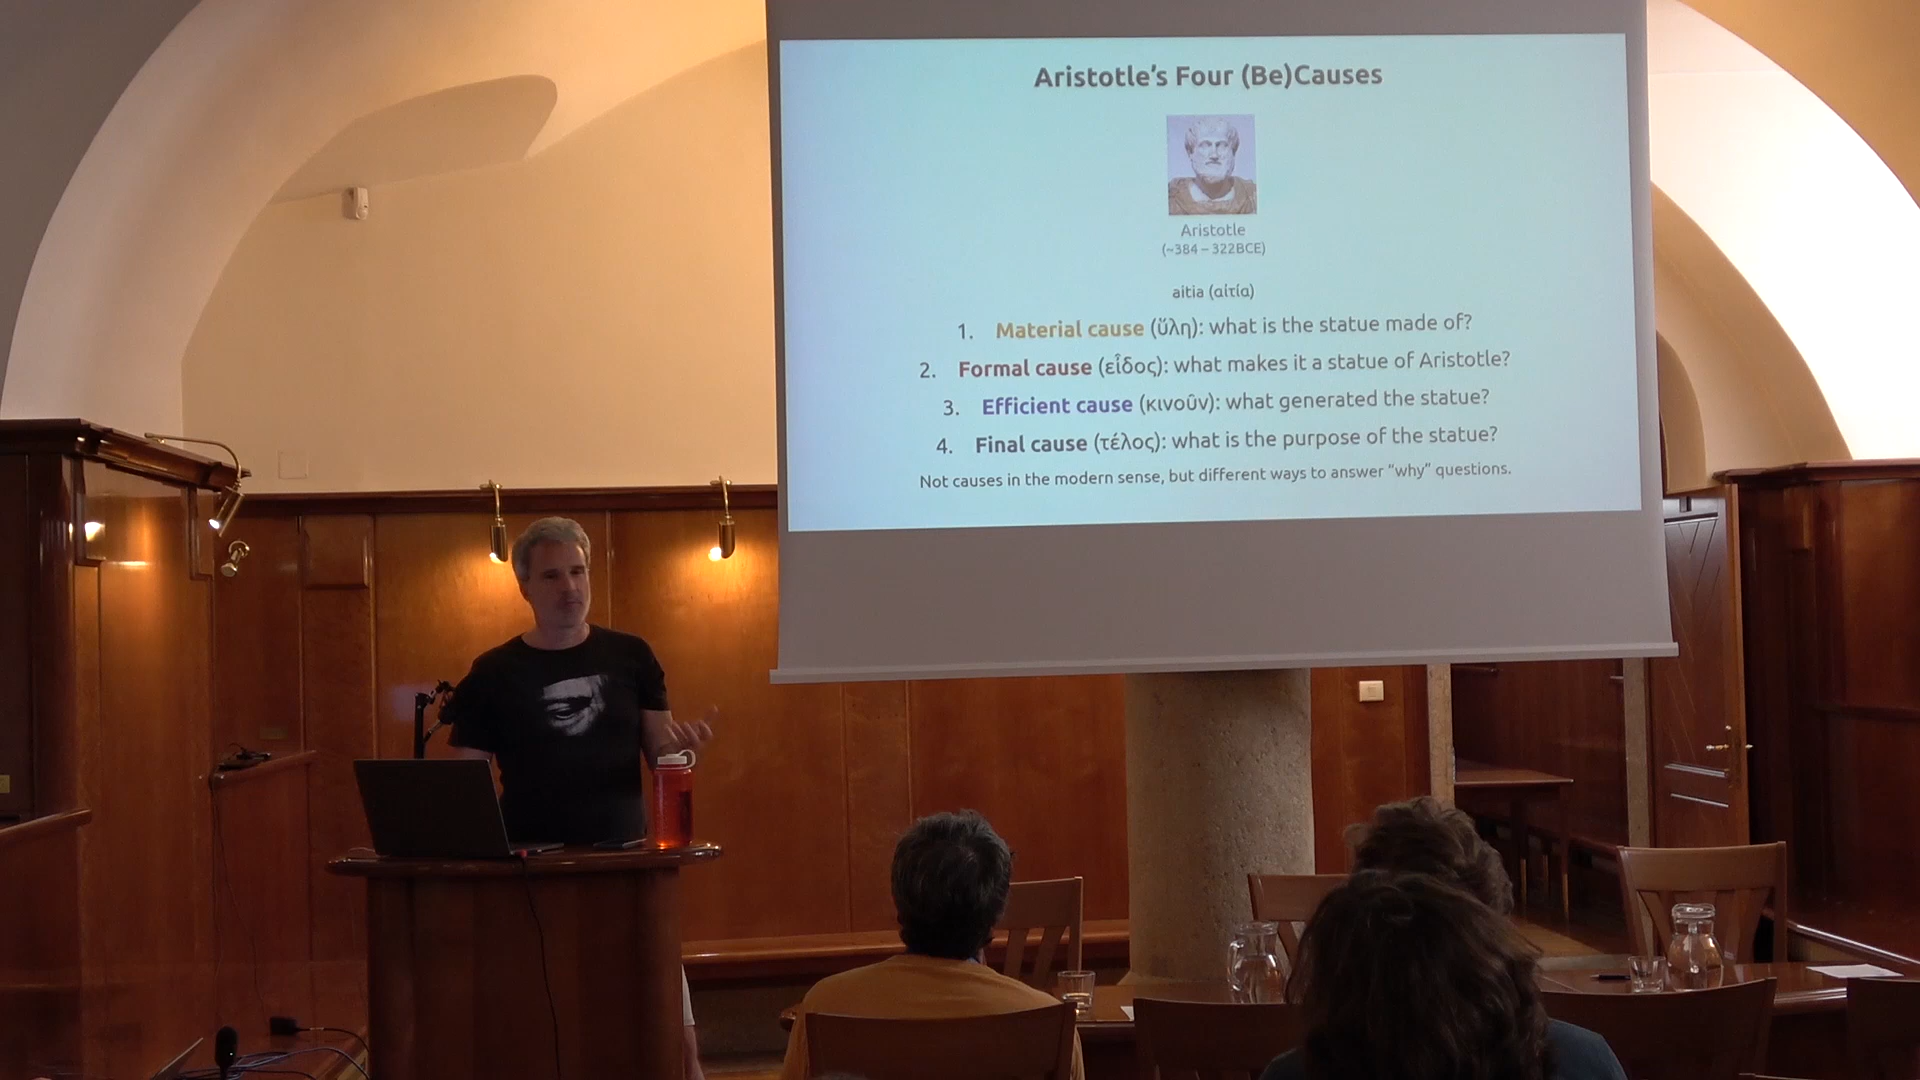 Aristotle's Four (Be)Causes
Aristotle
(~384 – 322BCE)
aitia (αἰτία)
1. Material cause (ὕλη): what is the statue made of?
2. Formal cause (εἶδος): what makes it a statue of Aristotle?
3. Efficient cause (κινοῦν): what generated the statue?
4. Final cause (τέλος): what is the purpose of the statue?
Not causes in the modern sense, but different ways to answer “why” questions.